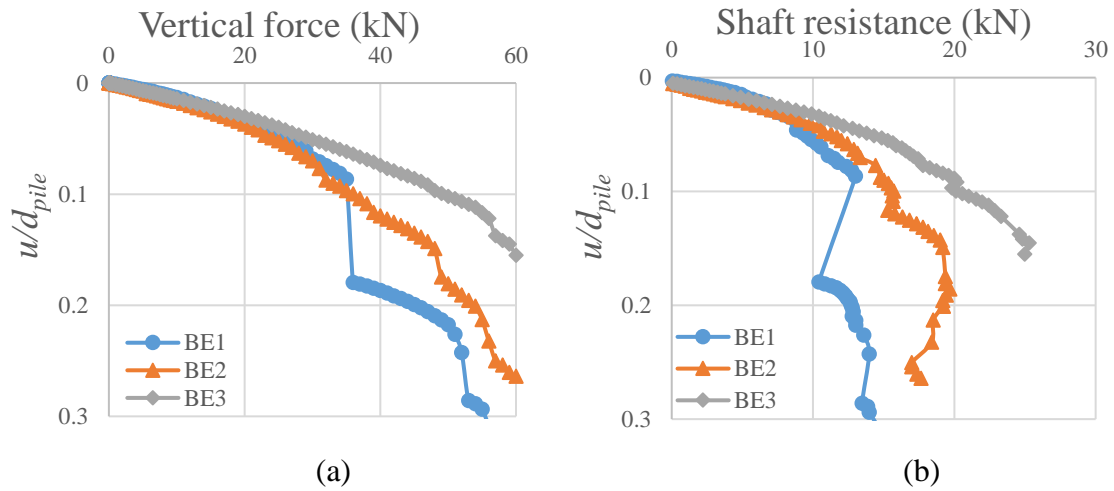 Vertical force (kN)
0 20 40 60
0
0.1
0.2
0.3
u/d_pile
BE1
BE2
BE3
(a)
Shaft resistance (kN)
0 10 20 30
0
0.1
0.2
0.3
u/d_pile
BE1
BE2
BE3
(b)